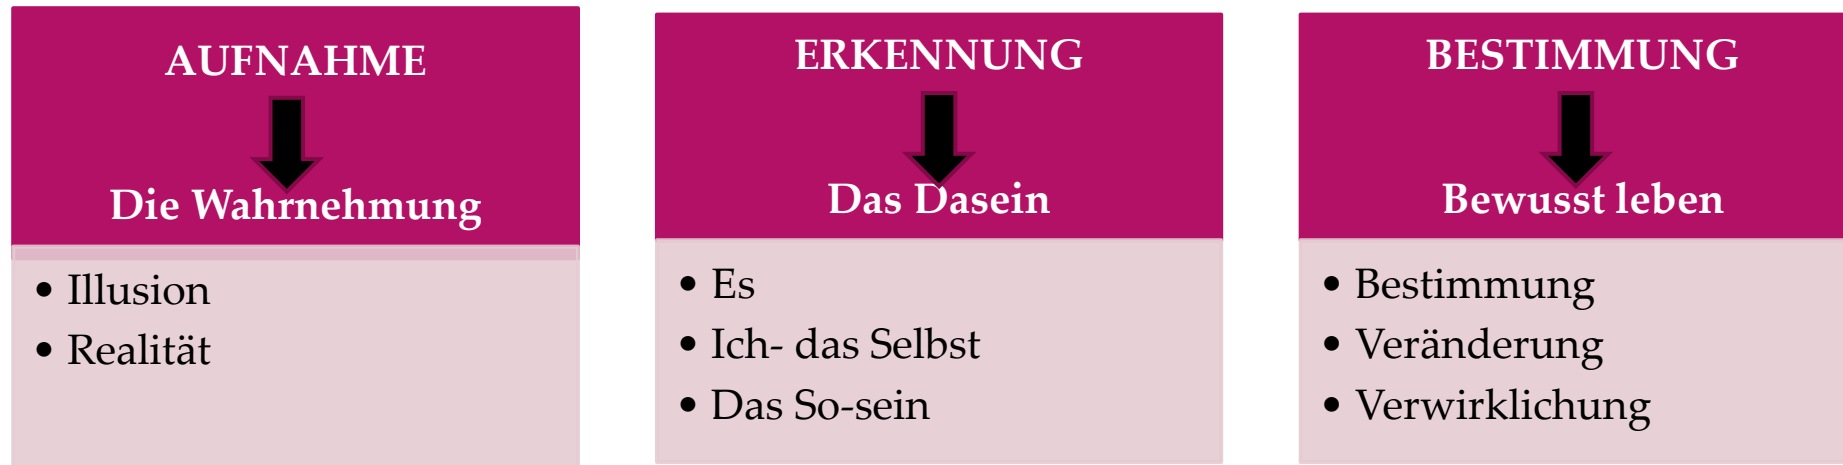 AUFNAHME
Die Wahrnehmung
• Illusion
• Realität
ERKENNUNG
Das Dasein
• Es
• Ich- das Selbst
• Das So-sein
BESTIMMUNG
Bewusst leben
• Bestimmung
• Veränderung
• Verwirklichung